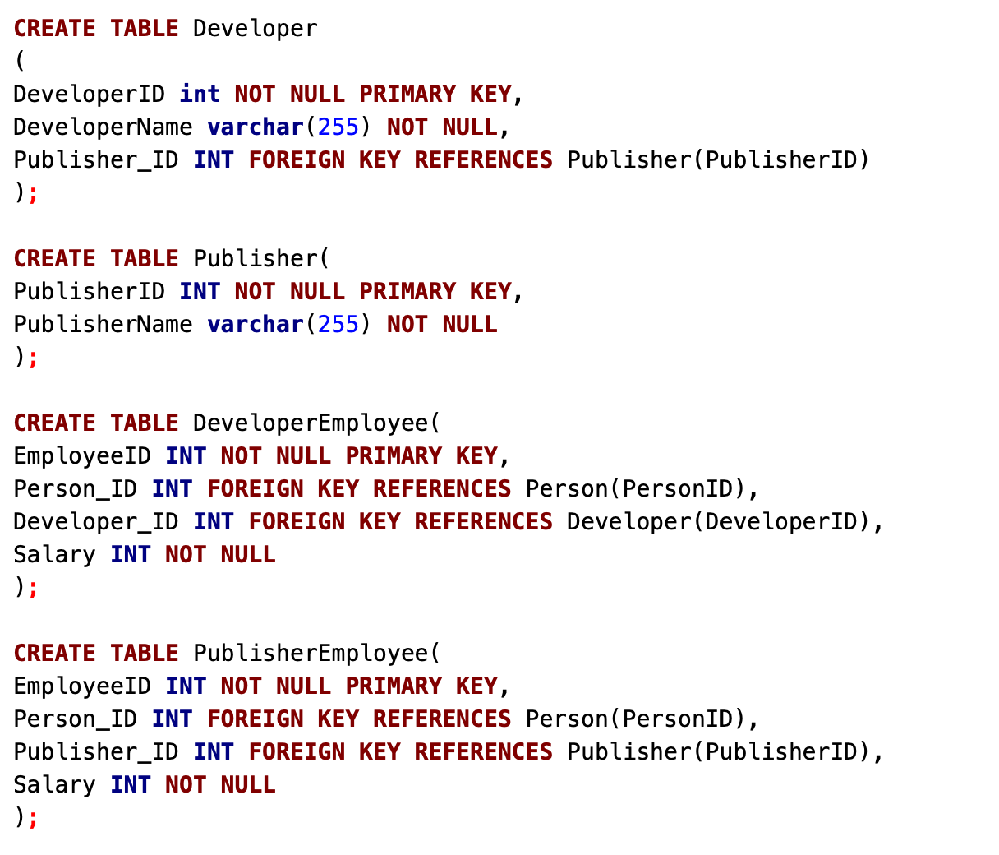 CREATE TABLE Developer
(
DeveloperID int NOT NULL PRIMARY KEY,
DeveloperName varchar(255) NOT NULL,
Publisher_ID INT FOREIGN KEY REFERENCES Publisher(PublisherID)
);

CREATE TABLE Publisher(
PublisherID INT NOT NULL PRIMARY KEY,
PublisherName varchar(255) NOT NULL
);

CREATE TABLE DeveloperEmployee(
EmployeeID INT NOT NULL PRIMARY KEY,
Person_ID INT FOREIGN KEY REFERENCES Person(PersonID),
Developer_ID INT FOREIGN KEY REFERENCES Developer(DeveloperID),
Salary INT NOT NULL
);

CREATE TABLE PublisherEmployee(
EmployeeID INT NOT NULL PRIMARY KEY,
Person_ID INT FOREIGN KEY REFERENCES Person(PersonID),
Publisher_ID INT FOREIGN KEY REFERENCES Publisher(PublisherID),
Salary INT NOT NULL
);